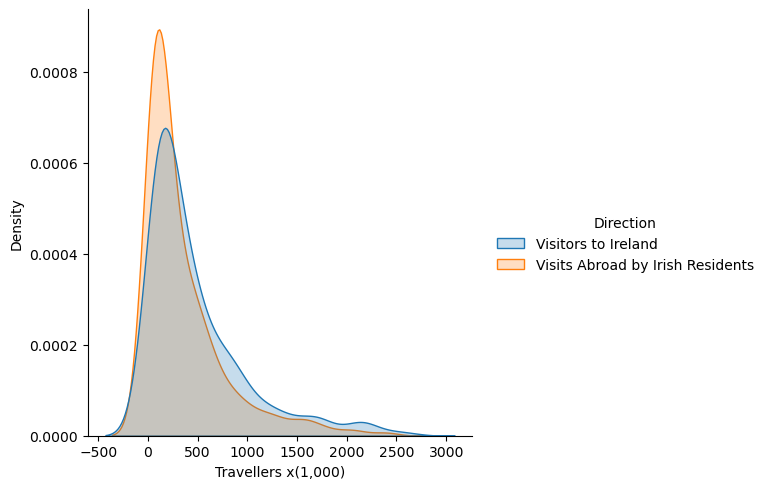 0.0008
0.0006
0.0004
0.0002
0.0000
Density
−500 0 500 1000 1500 2000 2500 3000
Travellers x(1,000)
Direction
Visitors to Ireland
Visits Abroad by Irish Residents